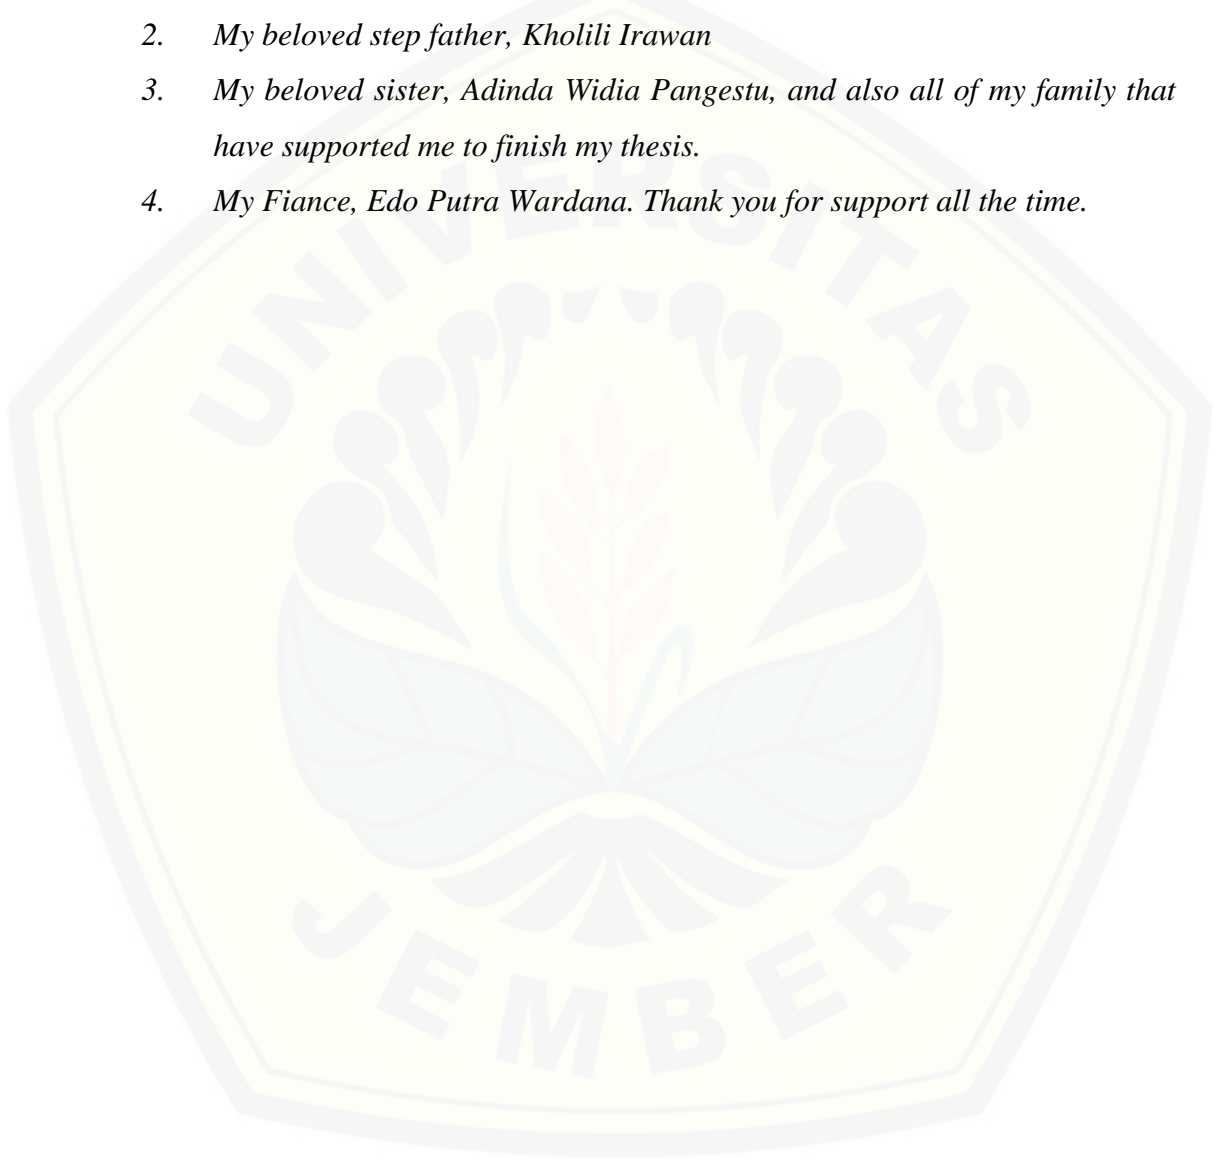 2. My beloved step father, Kholili Irawan
3. My beloved sister, Adinda Widia Pangestu, and also all of my family that
have supported me to finish my thesis.
4. My Fiance, Edo Putra Wardana. Thank you for support all the time.
UNIVERSITAS
JEMBER